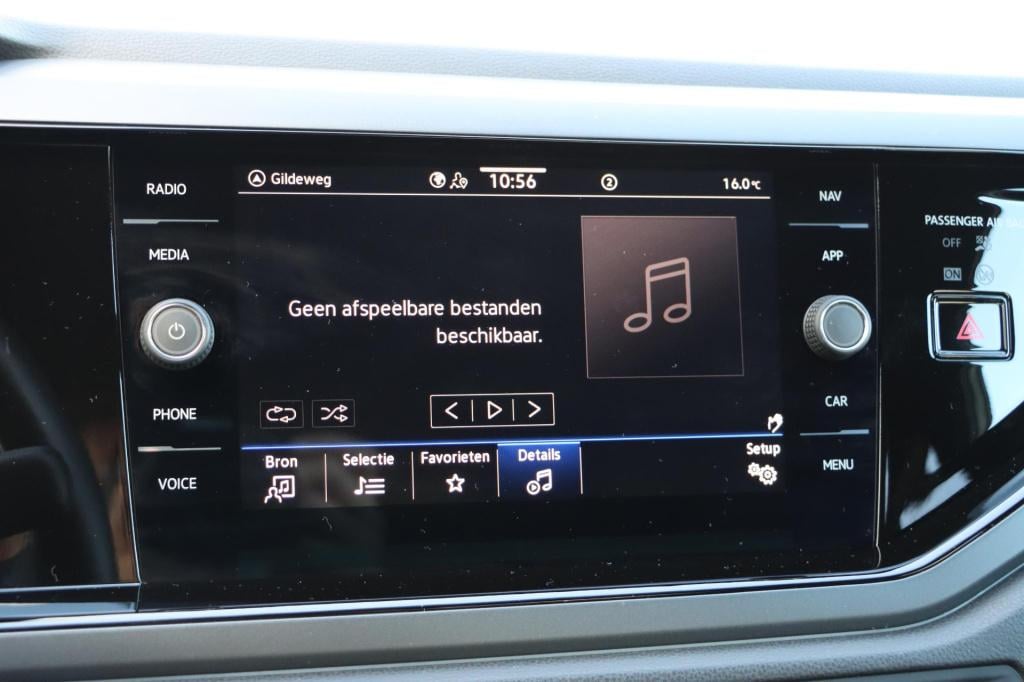 RADIO
MEDIA
PHONE
VOICE
Gildeweg
10:56
2
16.0°C
Geen afspeelbare bestanden
beschikbaar.
Bron
Selectie
Favorieten
Details
Setup
NAV
APP
CAR
MENU
PASSENGER AIR BAG
OFF
ON